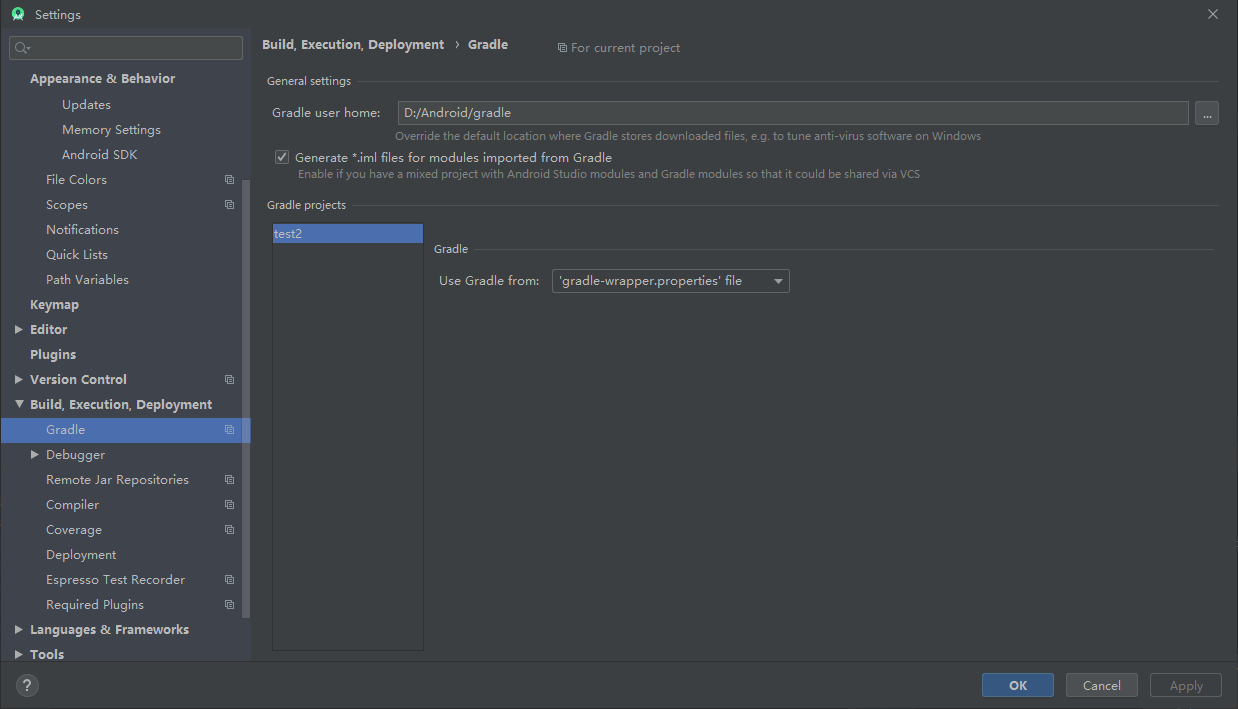 Settings
Appearance & Behavior
Updates
Memory Settings
Android SDK
File Colors
Scopes
Notifications
Quick Lists
Path Variables
Keymap
Editor
Plugins
Version Control
Build, Execution, Deployment
Gradle
Debugger
Remote Jar Repositories
Compiler
Coverage
Deployment
Espresso Test Recorder
Required Plugins
Languages & Frameworks
Tools
?
Build, Execution, Deployment › Gradle
For current project
General settings
Gradle user home: D:/Android/gradle ...
Override the default location where Gradle stores downloaded files, e.g. to tune anti-virus software on Windows
Generate *.iml files for modules imported from Gradle
Enable if you have a mixed project with Android Studio modules and Gradle modules so that it could be shared via VCS
Gradle projects
test2
Gradle
Use Gradle from: 'gradle-wrapper.properties' file
OK Cancel Apply